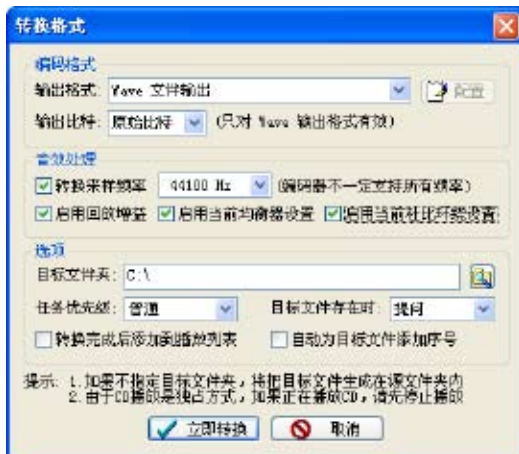 转换格式
编码格式
输出格式: Wave 文件输出 配置
输出比特: 原始比特 (只对 Wave 输出格式有效)
音效处理
转换采样频率 44100 Hz (编码器不一定支持所有频率)
启用回放增益 启用当前均衡器设置 启用当前杜比环绕设置
选项
目标文件夹: C:\
任务优先级: 普通 目标文件存在时: 提问
转换完成后添加到播放列表 自动为目标文件添加序号
提示: 1.如果不指定目标文件夹，将把目标文件生成在源文件夹内
2.由于CD播放是独占方式，如果正在播放CD，请先停止播放
立即转换 取消